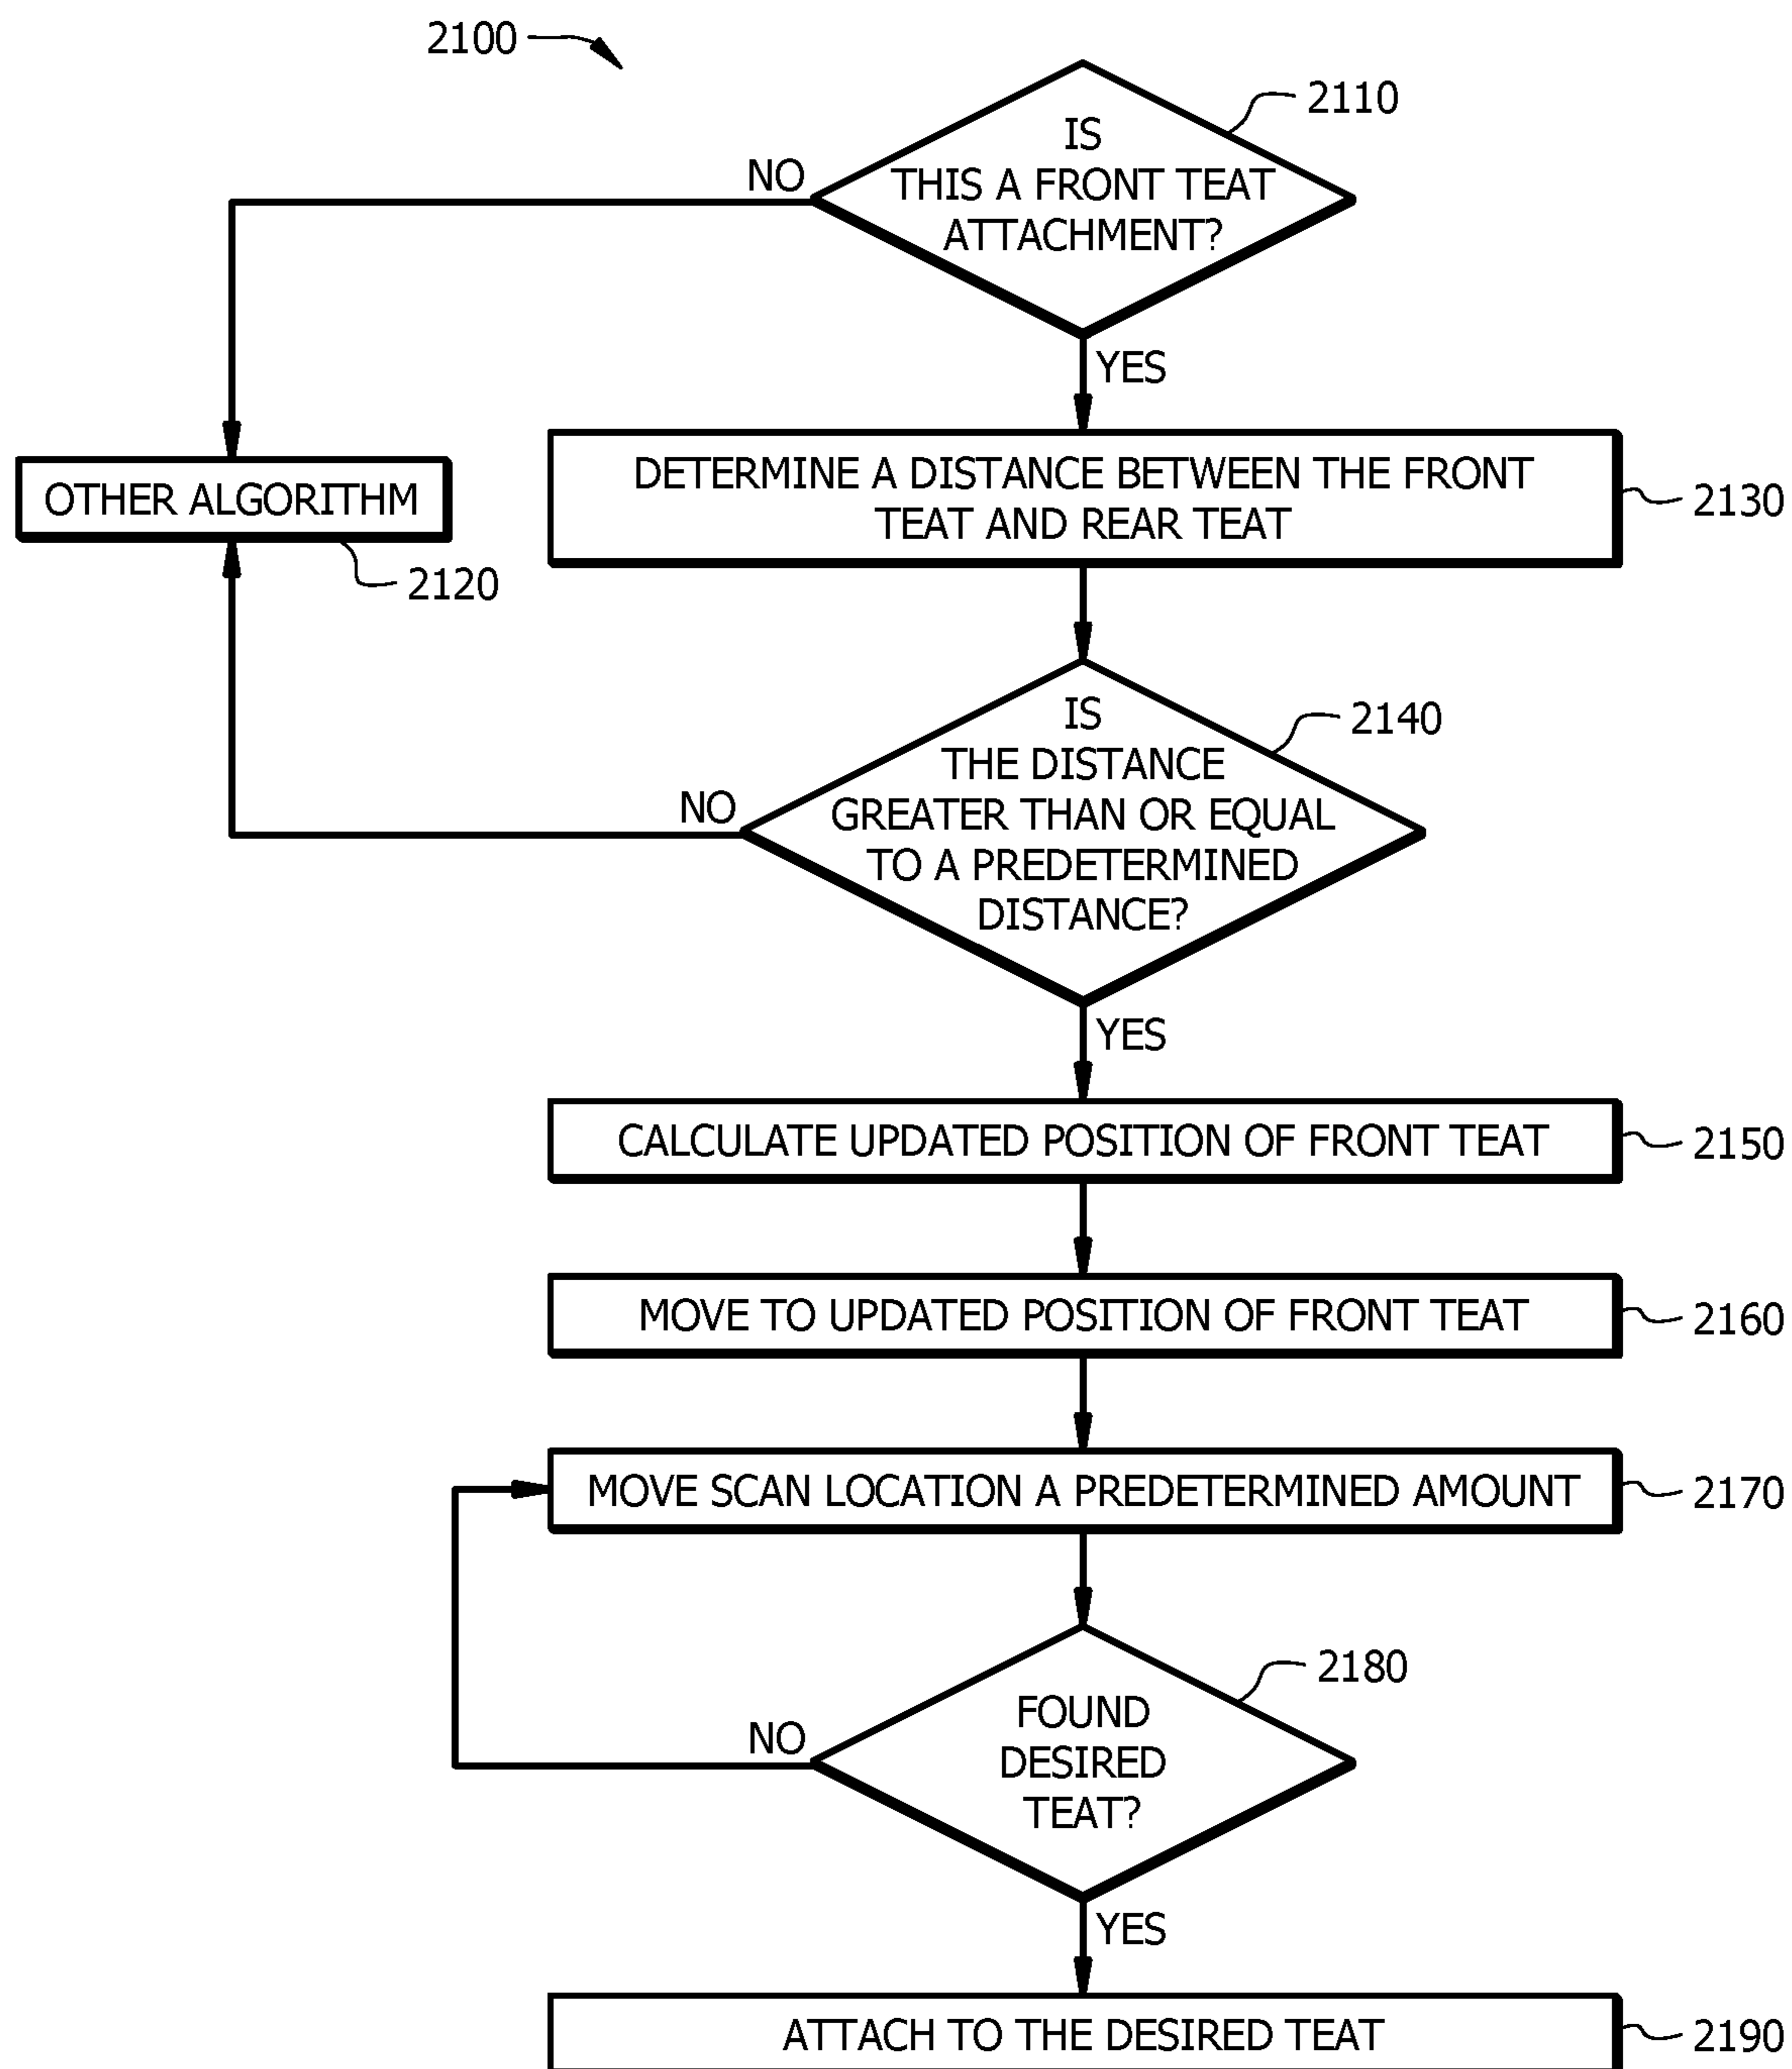 2100
2110
IS
THIS A FRONT TEAT
ATTACHMENT?
NO
YES
OTHER ALGORITHM
2120
DETERMINE A DISTANCE BETWEEN THE FRONT
TEAT AND REAR TEAT
2130
IS
THE DISTANCE
GREATER THAN OR EQUAL
TO A PREDETERMINED
DISTANCE?
2140
NO
YES
CALCULATE UPDATED POSITION OF FRONT TEAT
2150
MOVE TO UPDATED POSITION OF FRONT TEAT
2160
MOVE SCAN LOCATION A PREDETERMINED AMOUNT
2170
2180
FOUND
DESIRED
TEAT?
NO
YES
ATTACH TO THE DESIRED TEAT
2190